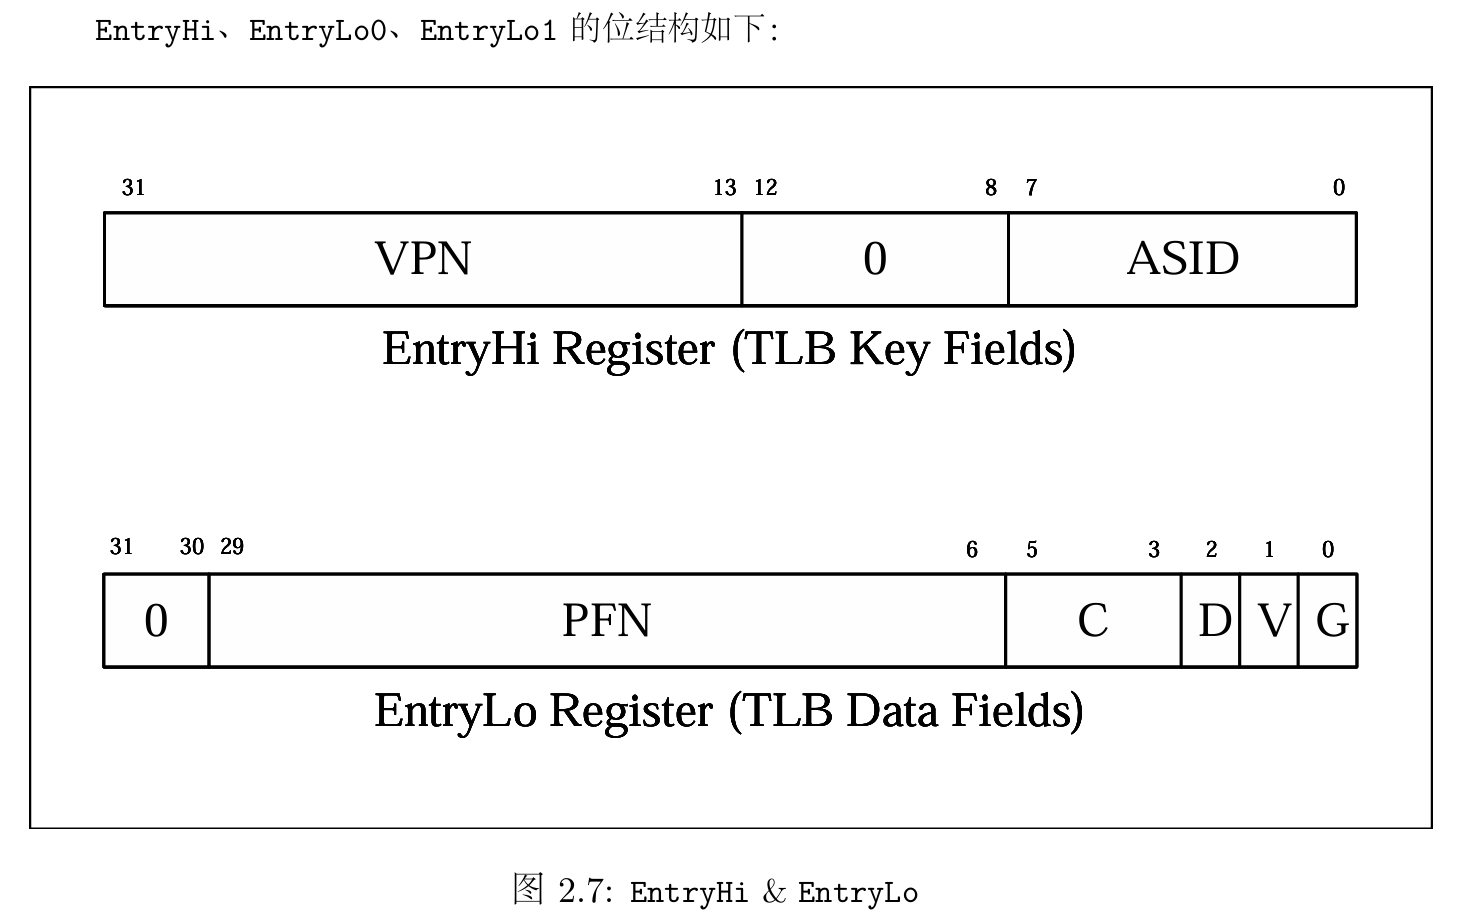 EntryHi、EntryLo0、EntryLo1 的位结构如下:
31 13 12 8 7 0
VPN 0 ASID
EntryHi Register (TLB Key Fields)
31 30 29 6 5 3 2 1 0
0 PFN C D V G
EntryLo Register (TLB Data Fields)
图 2.7: EntryHi & EntryLo